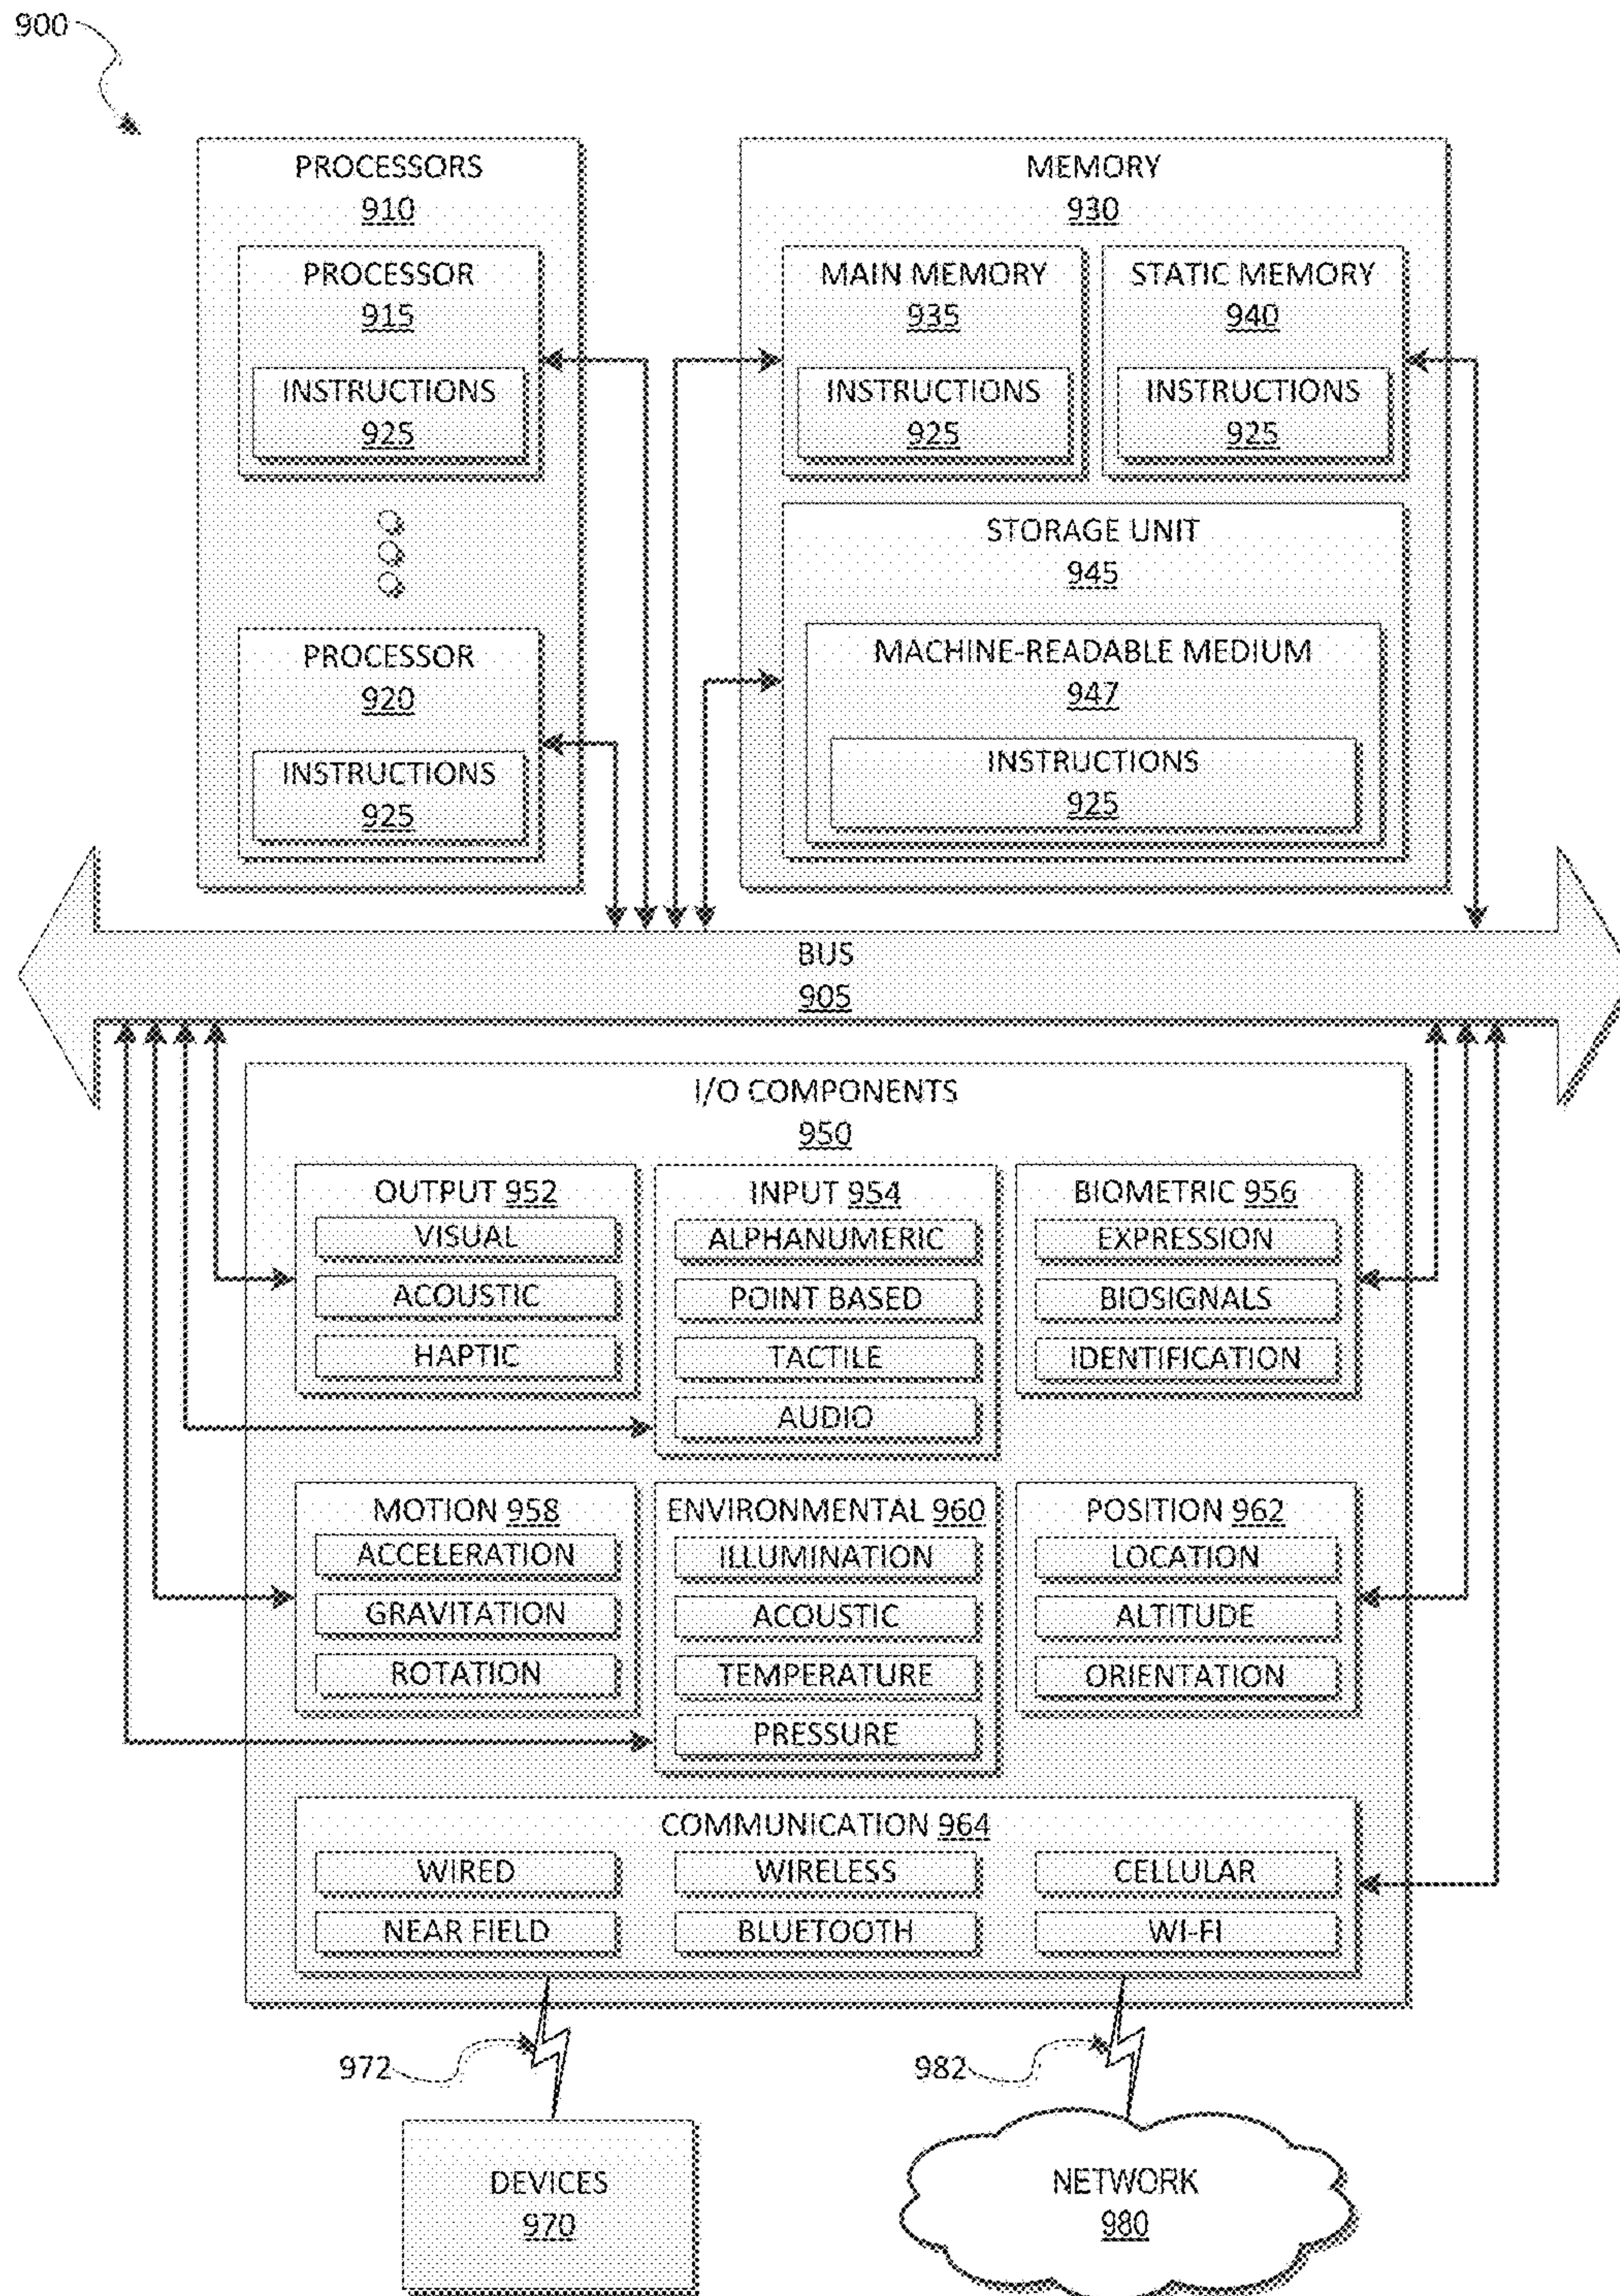 900
PROCESSORS
910
PROCESSOR
915
INSTRUCTIONS
925
PROCESSOR
920
INSTRUCTIONS
925
MEMORY
930
MAIN MEMORY
935
INSTRUCTIONS
925
STATIC MEMORY
940
INSTRUCTIONS
925
STORAGE UNIT
945
MACHINE-READABLE MEDIUM
947
INSTRUCTIONS
925
BUS
905
I/O COMPONENTS
950
OUTPUT 952
VISUAL
ACOUSTIC
HAPTIC
INPUT 954
ALPHANUMERIC
POINT BASED
TACTILE
AUDIO
BIOMETRIC 956
EXPRESSION
BIOSIGNALS
IDENTIFICATION
MOTION 958
ACCELERATION
GRAVITATION
ROTATION
ENVIRONMENTAL 960
ILLUMINATION
ACOUSTIC
TEMPERATURE
PRESSURE
POSITION 962
LOCATION
ALTITUDE
ORIENTATION
COMMUNICATION 964
WIRED
WIRELESS
CELLULAR
NEAR FIELD
BLUETOOTH
WI-FI
972
982
DEVICES
970
NETWORK
980